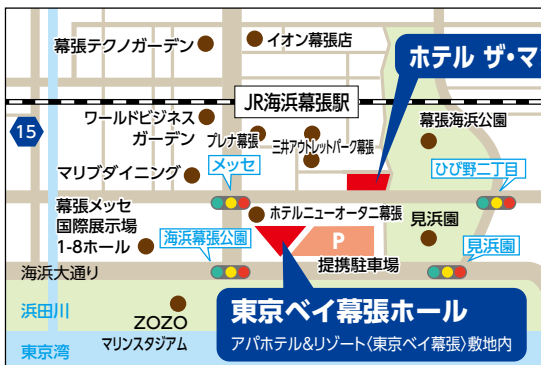 幕張テクノガーデン
イオン幕張店
ホテル ザ・マ
JR海浜幕張駅
15
ワールドビジネス
ガーデン
プレナ幕張
三井アウトレットパーク幕張
幕張海浜公園
マリブダイニング
メッセ
ひび野二丁目
幕張メッセ
国際展示場
1-8ホール
ホテルニューオータニ幕張
海浜幕張公園
P
見浜園
見浜園
提携駐車場
海浜大通り
東京ベイ幕張ホール
アパホテル&リゾート〈東京ベイ幕張〉敷地内
浜田川
ZOZO
マリンスタジアム
東京湾